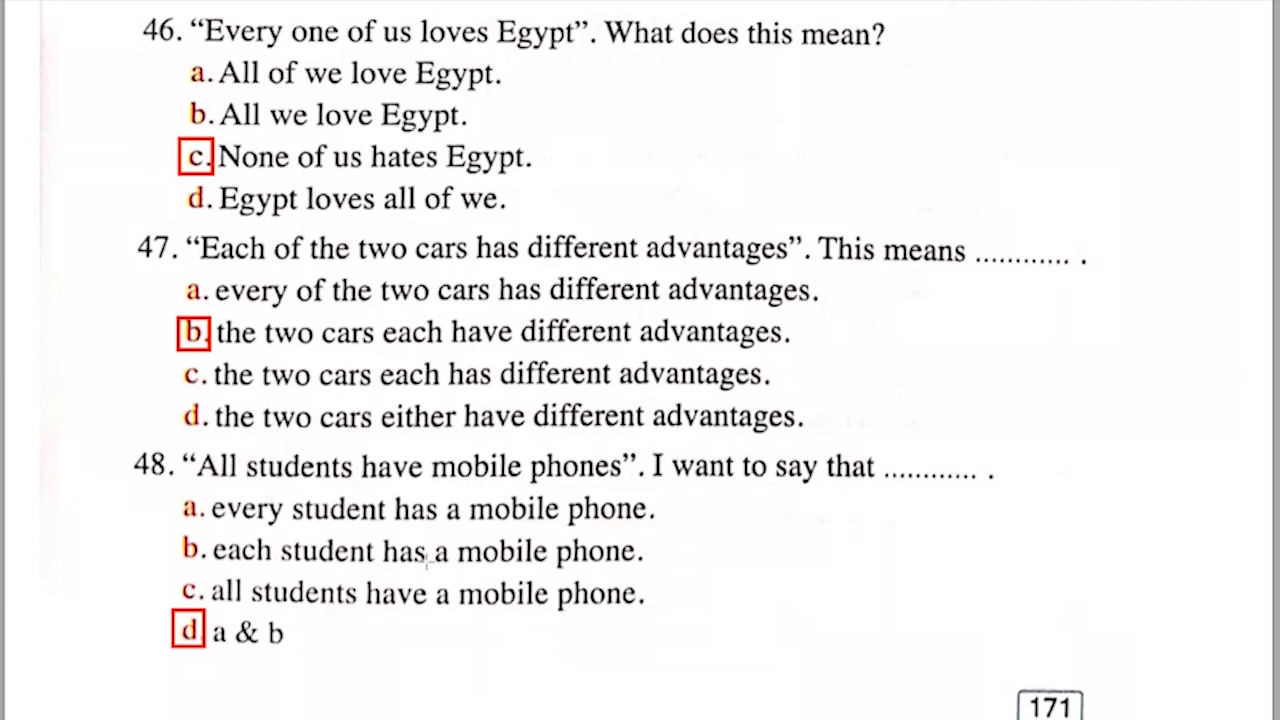 46. “Every one of us loves Egypt”. What does this mean?
a. All of we love Egypt.
b. All we love Egypt.
c. None of us hates Egypt.
d. Egypt loves all of we.
47. “Each of the two cars has different advantages”. This means ............ .
a. every of the two cars has different advantages.
b. the two cars each have different advantages.
c. the two cars each has different advantages.
d. the two cars either have different advantages.
48. “All students have mobile phones”. I want to say that ............ .
a. every student has a mobile phone.
b. each student has a mobile phone.
c. all students have a mobile phone.
d a & b
171